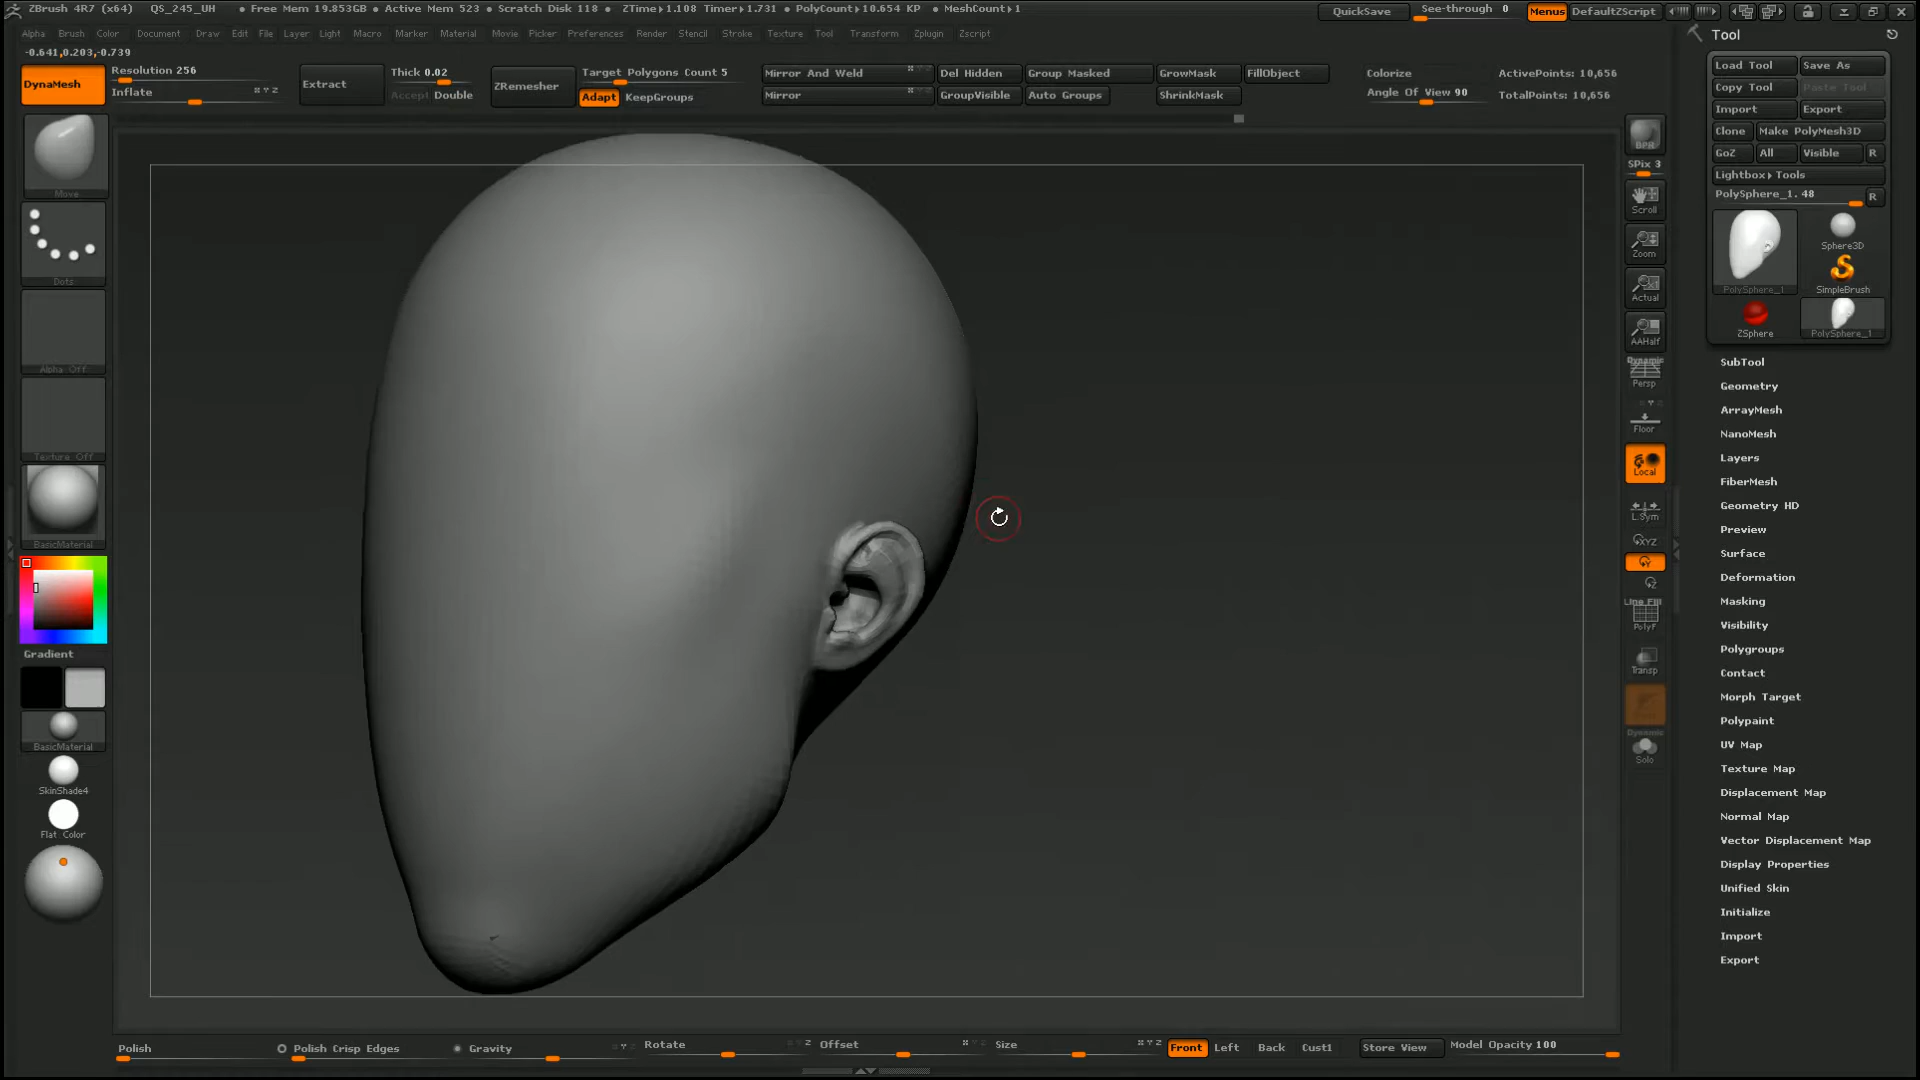 ZBrush 4R7 (x64) QS_245_UH • Free Mem 19.853GB • Active Mem 523 • Scratch Disk 118 • ZTime▸1.108 Timer▸1.731 • PolyCount▸10.654 KP • MeshCount▸1 QuickSave See-through 0 Menus DefaultZScript
Alpha Brush Color Document Draw Edit File Layer Light Macro Marker Material Movie Picker Preferences Render Stencil Stroke Texture Tool Transform Zplugin Zscript
-0.641,0.203,-0.739
DynaMesh
Resolution 256
Inflate
Extract
Thick 0.02
Accept Double
ZRemesher
Target Polygons Count 5
Adapt KeepGroups
Mirror And Weld
Mirror
Del Hidden
GroupVisible
Group Masked
Auto Groups
GrowMask
ShrinkMask
FillObject
Colorize
Angle Of View 90
ActivePoints: 10,656
TotalPoints: 10,656
Move
Dots
Alpha Off
Texture Off
BasicMaterial
Gradient
BasicMaterial
SkinShade4
Flat Color
BPR
SPix 3
Scroll
Zoom
Actual
AAHalf
Dynamic
Persp
Floor
Local
L.Sym
XYZ
Y
Z
Line Fill
PolyF
Transp
Dynamic
Solo
Tool
Load Tool Save As
Copy Tool Paste Tool
Import Export
Clone Make PolyMesh3D
GoZ All Visible R
Lightbox▸Tools
PolySphere_1. 48 R
PolySphere_1
Sphere3D
SimpleBrush
ZSphere
PolySphere_1
SubTool
Geometry
ArrayMesh
NanoMesh
Layers
FiberMesh
Geometry HD
Preview
Surface
Deformation
Masking
Visibility
Polygroups
Contact
Morph Target
Polypaint
UV Map
Texture Map
Displacement Map
Normal Map
Vector Displacement Map
Display Properties
Unified Skin
Initialize
Import
Export
Polish
Polish Crisp Edges
Gravity
Rotate
Offset
Size
Front Left Back Cust1
Store View
Model Opacity 100